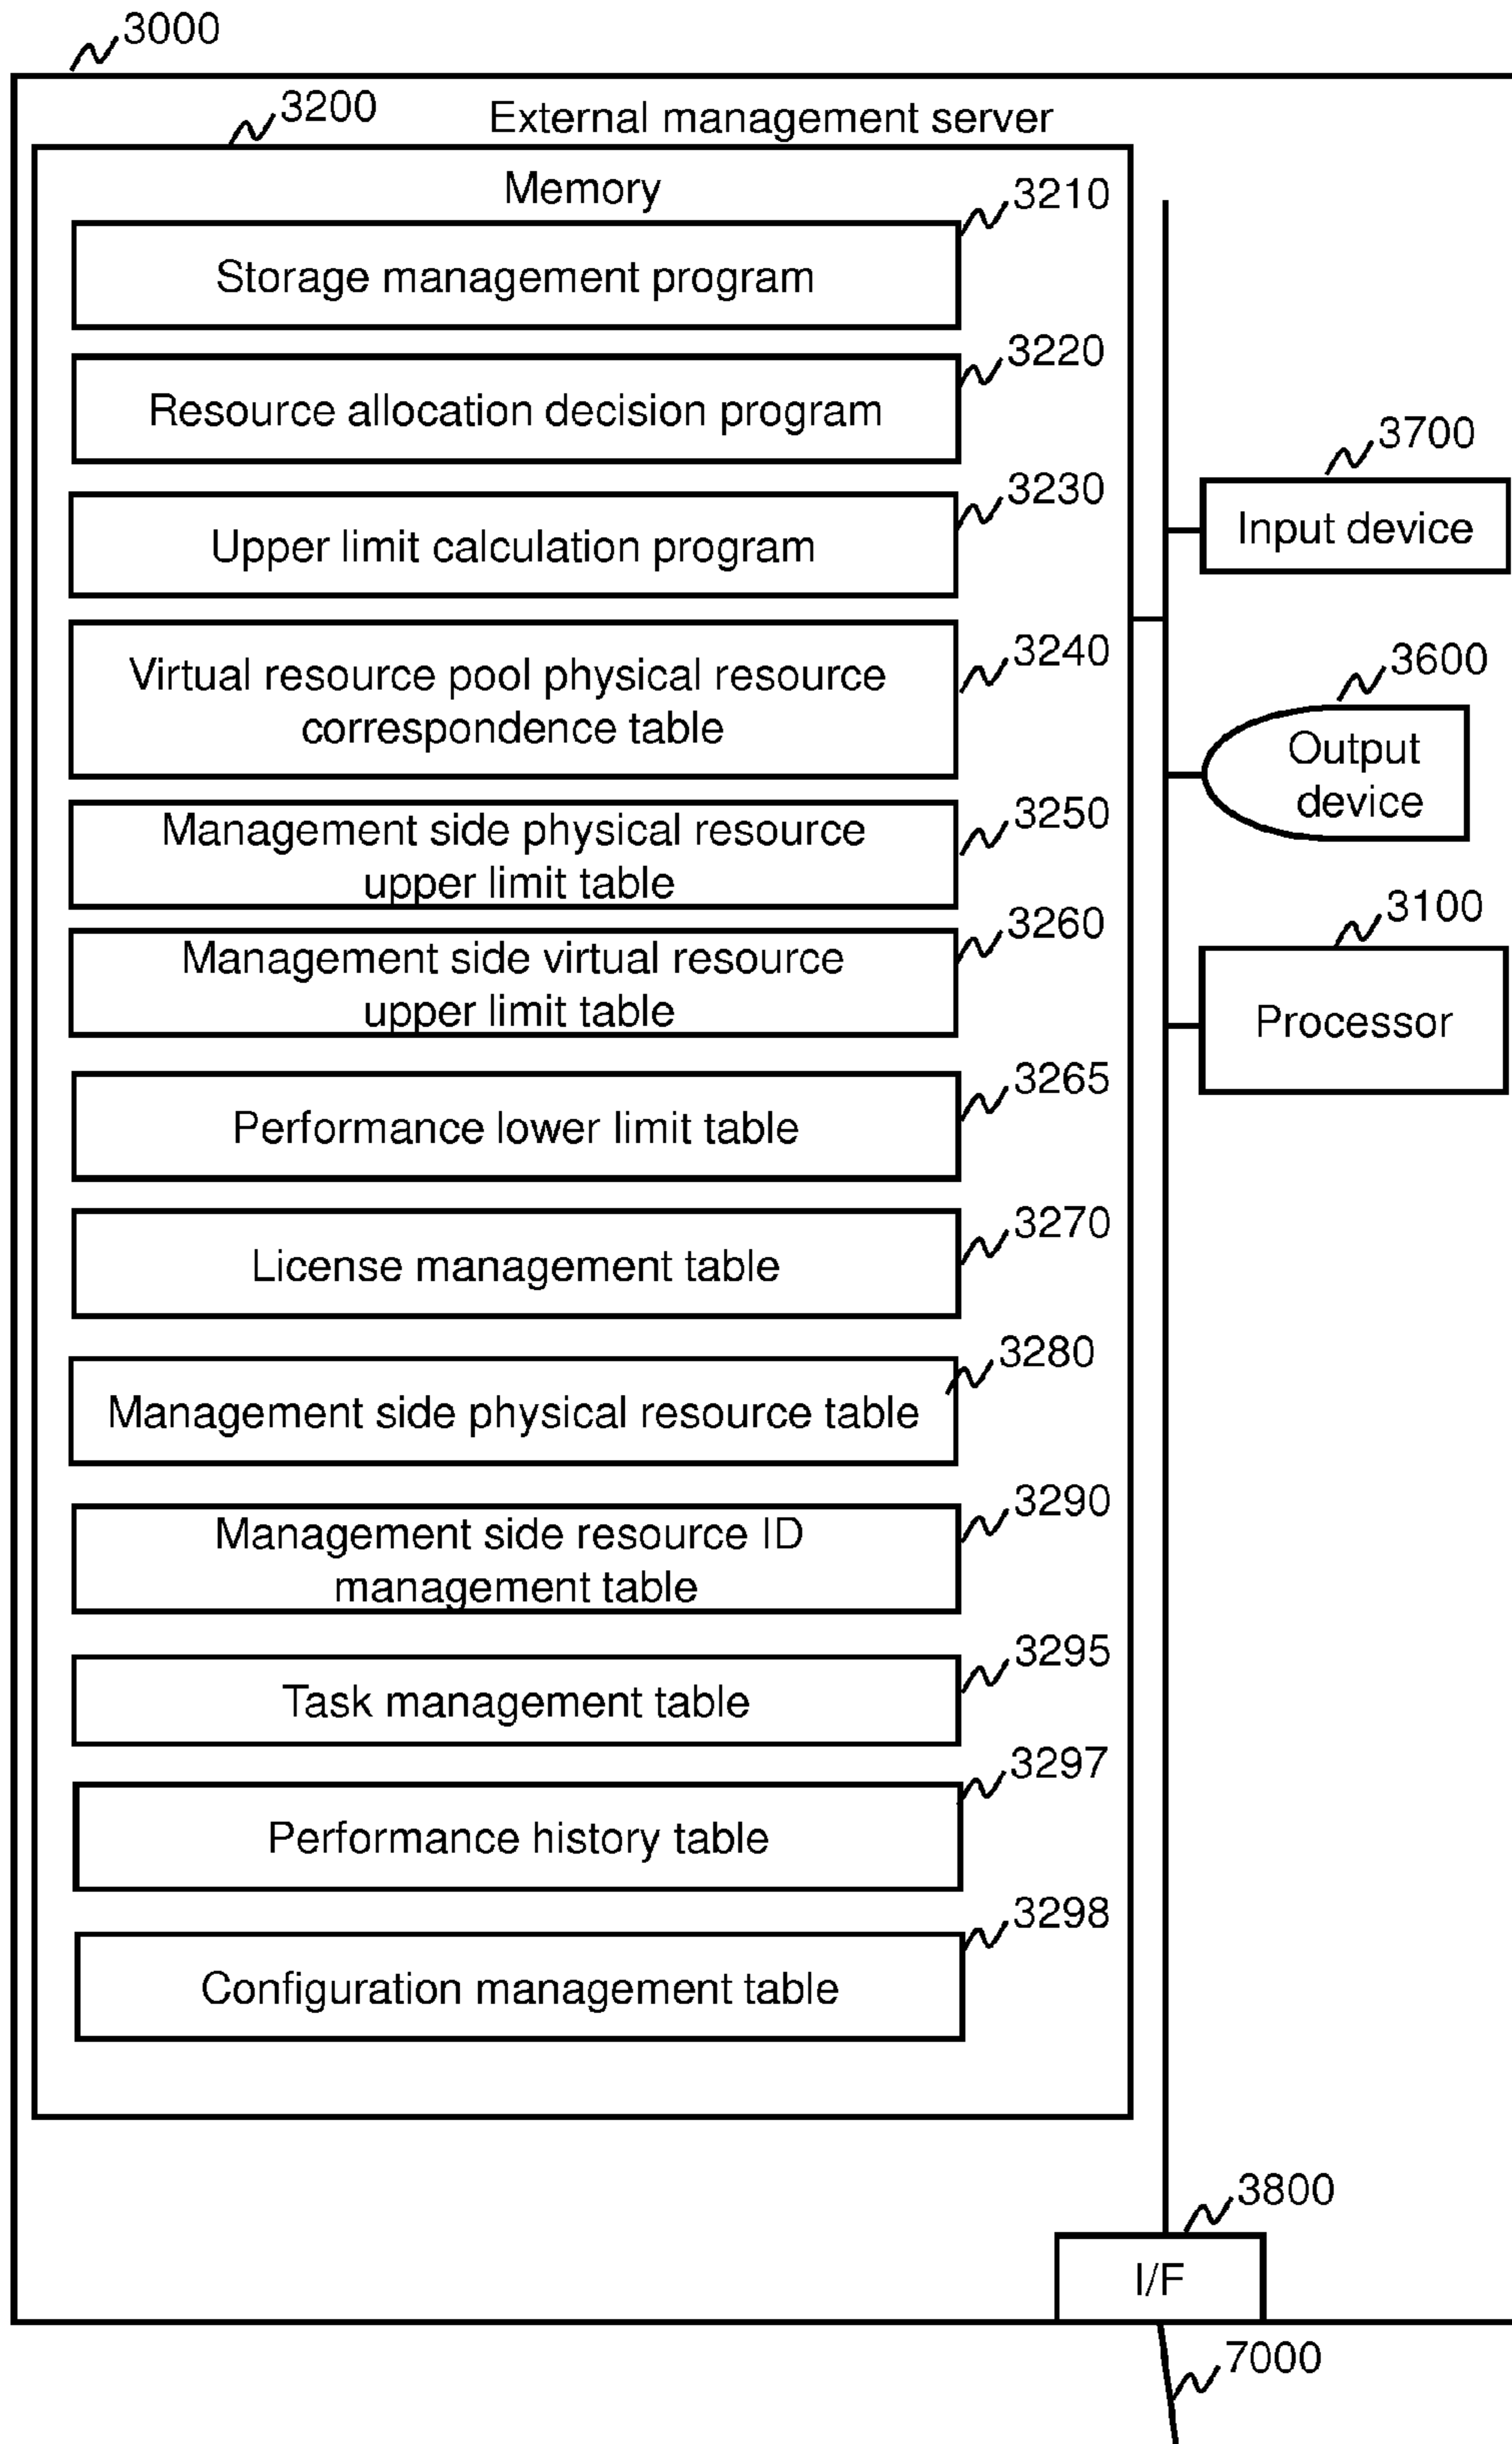 3000
3200
External management server
Memory
3210
Storage management program
3220
Resource allocation decision program
3230
Upper limit calculation program
3240
Virtual resource pool physical resource
correspondence table
3250
Management side physical resource
upper limit table
3260
Management side virtual resource
upper limit table
3265
Performance lower limit table
3270
License management table
3280
Management side physical resource table
3290
Management side resource ID
management table
3295
Task management table
3297
Performance history table
3298
Configuration management table
3700
Input device
3600
Output
device
3100
Processor
3800
I/F
7000